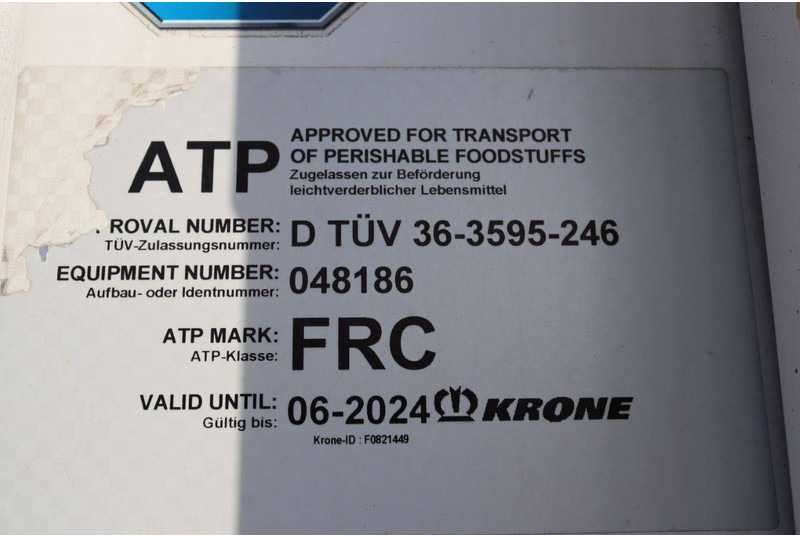 ATP
APPROVED FOR TRANSPORT
OF PERISHABLE FOODSTUFFS
Zugelassen zur Beförderung
leichtverderblicher Lebensmittel
ROVAL NUMBER: D TÜV 36-3595-246
TÜV-Zulassungsnummer:
EQUIPMENT NUMBER: 048186
Aufbau- oder Identnummer:
ATP MARK: FRC
ATP-Klasse:
VALID UNTIL: 06-2024 KRONE
Gültig bis:
Krone-ID : F0821449